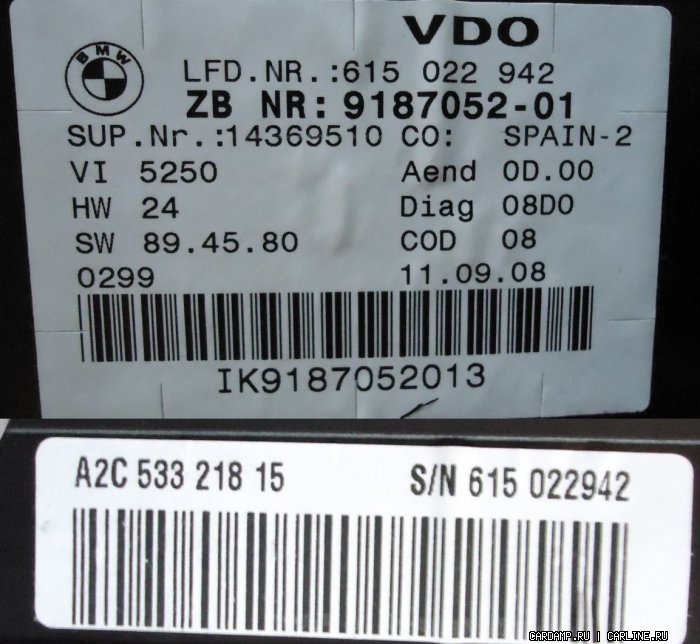 VDO
BMW
LFD.NR.:615 022 942
ZB NR: 9187052-01
SUP.Nr.:14369510 CO: SPAIN-2
VI 5250 Aend 0D.00
HW 24 Diag 08D0
SW 89.45.80 COD 08
0299 11.09.08
IK9187052013
A2C 533 218 15 S/N 615 022942
CARDAMP.RU | CARLINE.RU